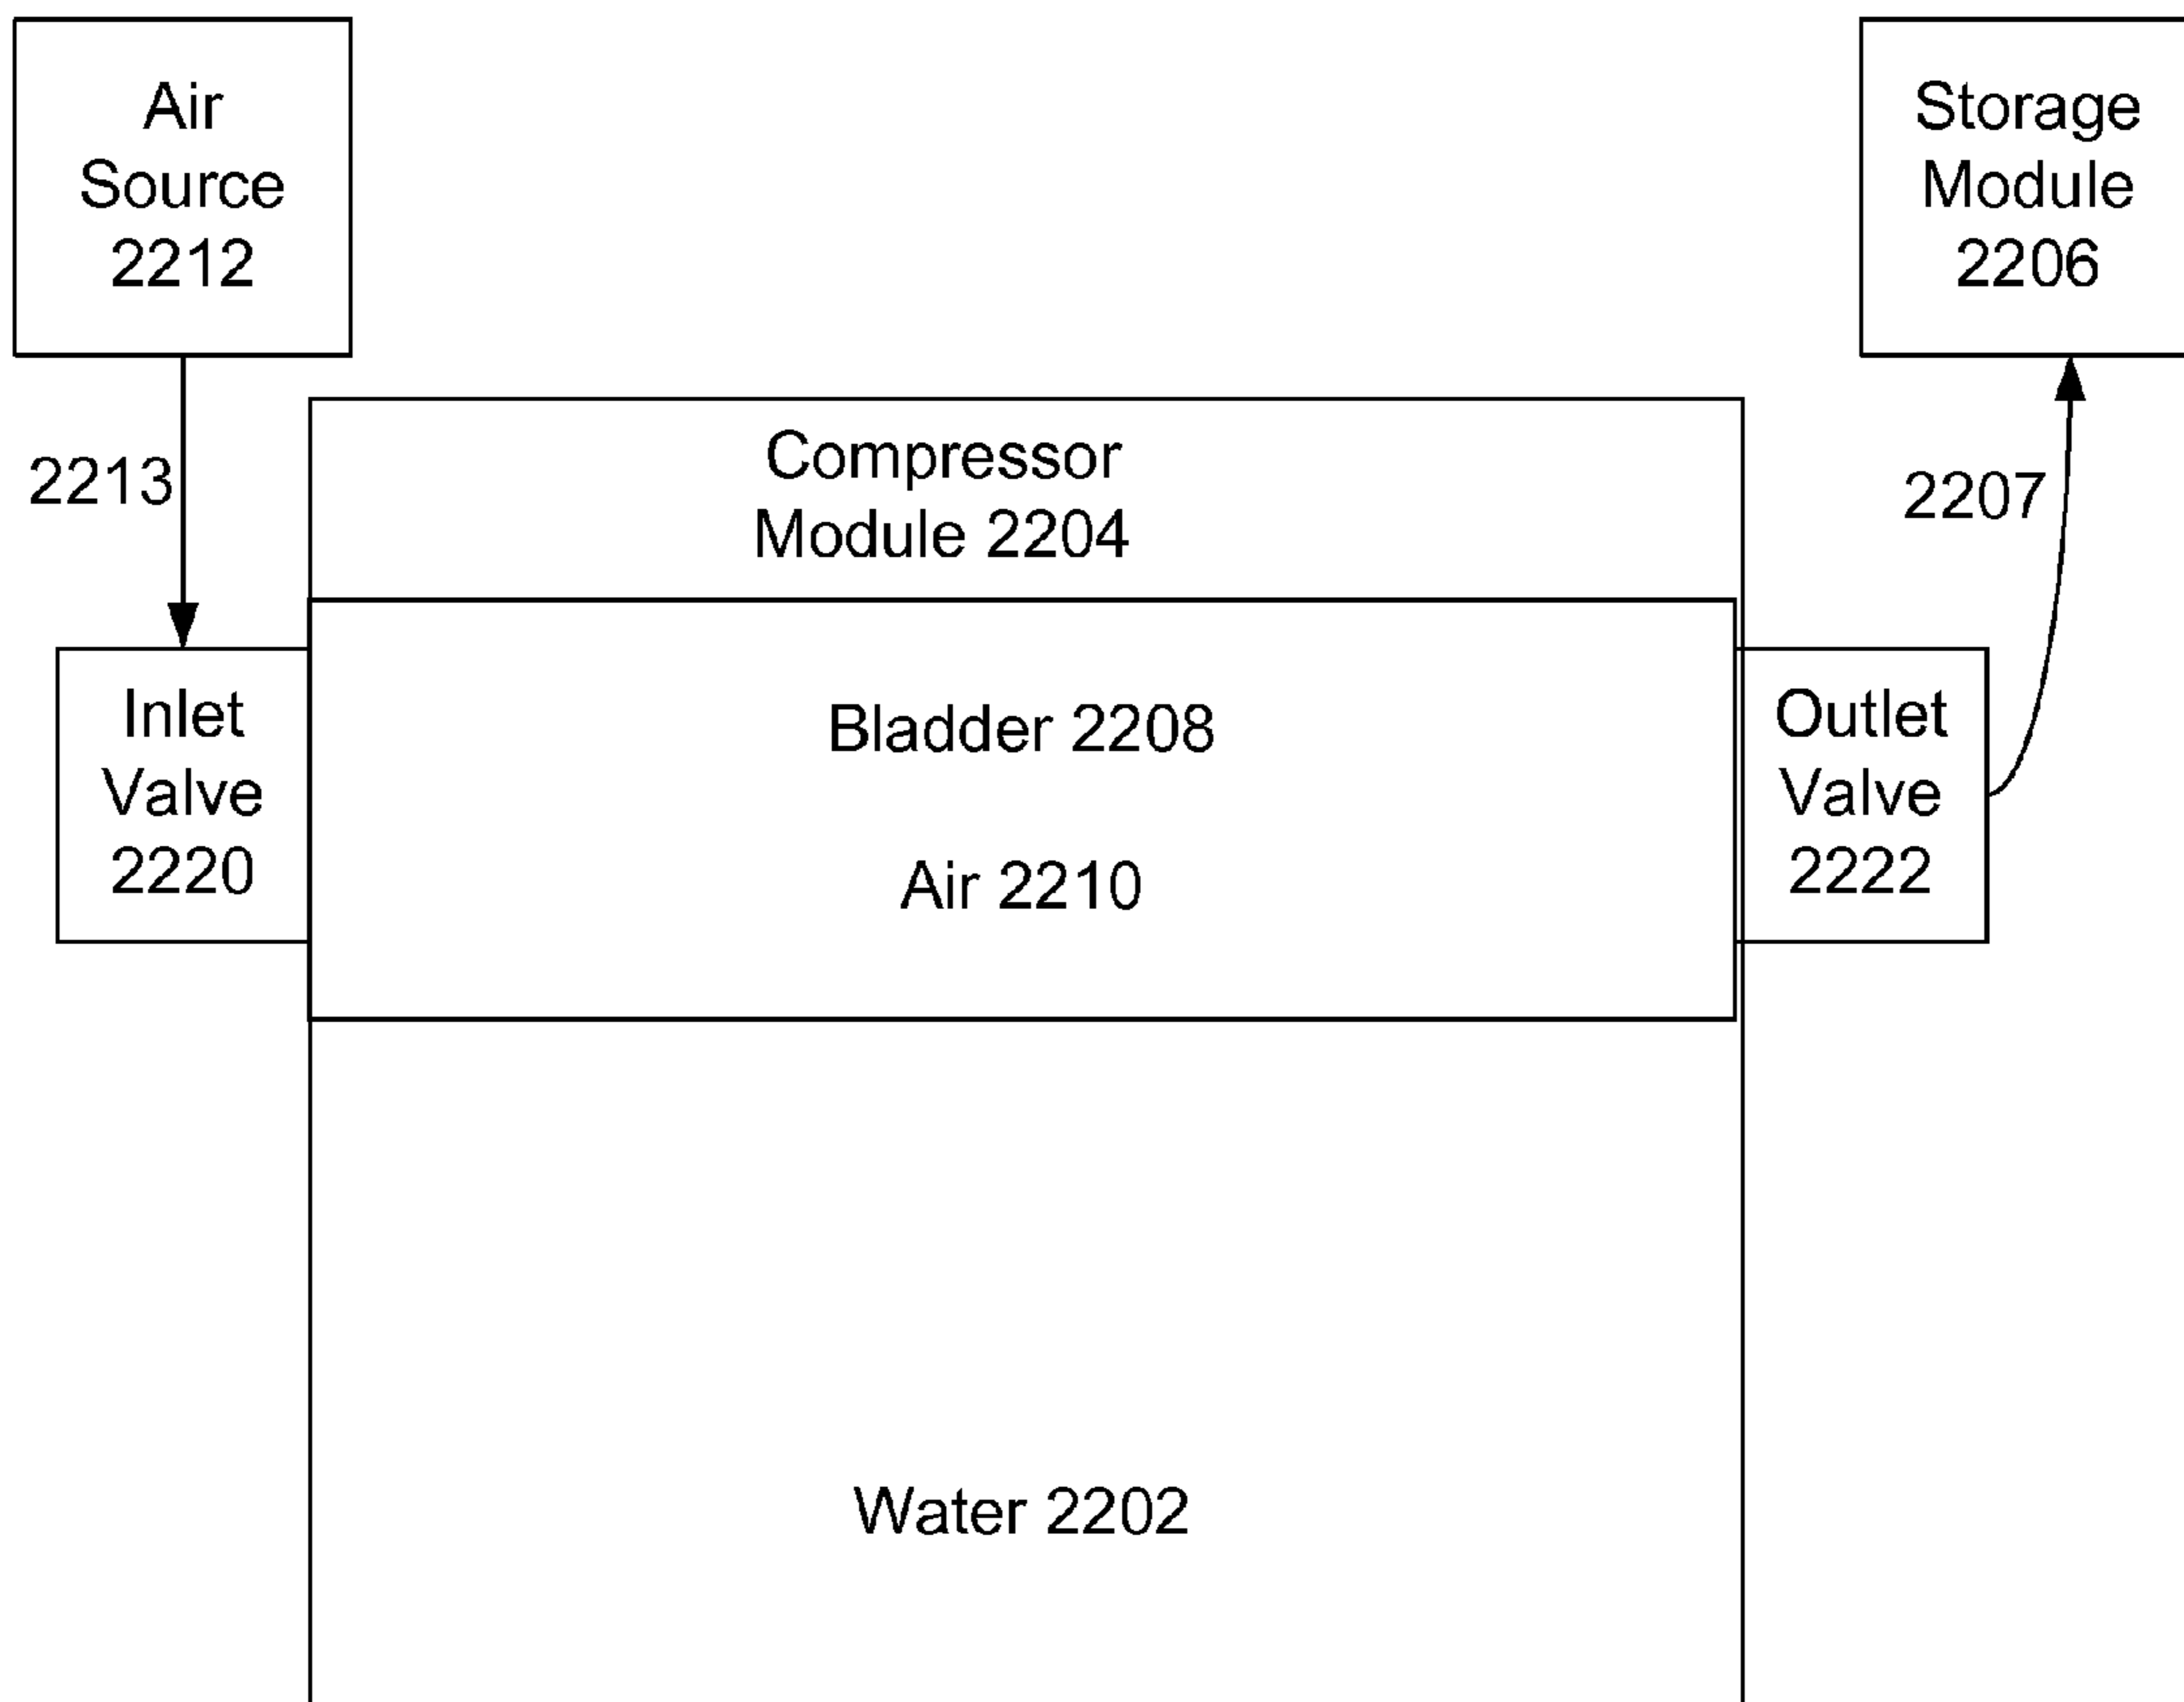 Air
Source
2212
Storage
Module
2206
2213
Compressor
Module 2204
2207
Inlet
Valve
2220
Bladder 2208
Air 2210
Outlet
Valve
2222
Water 2202